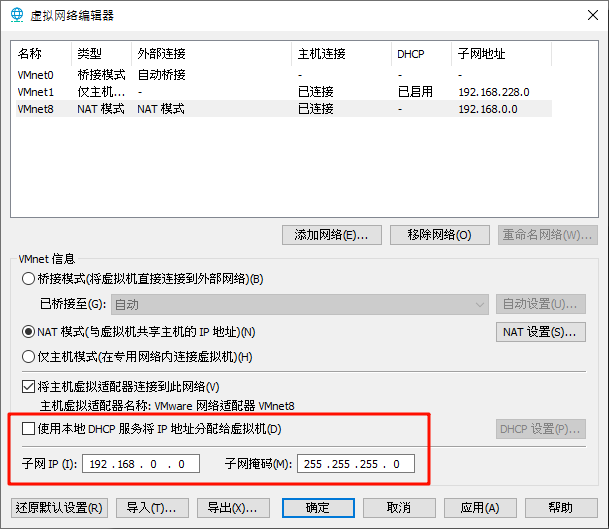 虚拟网络编辑器
名称 类型 外部连接 主机连接 DHCP 子网地址
VMnet0 桥接模式 自动桥接 - - -
VMnet1 仅主机... - 已连接 已启用 192.168.228.0
VMnet8 NAT 模式 NAT 模式 已连接 - 192.168.0.0
添加网络(E)... 移除网络(O) 重命名网络(W)...
VMnet 信息
桥接模式(将虚拟机直接连接到外部网络)(B)
已桥接至(G): 自动 自动设置(U)...
NAT 模式(与虚拟机共享主机的 IP 地址)(N) NAT 设置(S)...
仅主机模式(在专用网络内连接虚拟机)(H)
将主机虚拟适配器连接到此网络(V)
主机虚拟适配器名称: VMware 网络适配器 VMnet8
使用本地 DHCP 服务将 IP 地址分配给虚拟机(D) DHCP 设置(P)...
子网 IP (I): 192 . 168 . 0 . 0 子网掩码(M): 255 . 255 . 255 . 0
还原默认设置(R) 导入(T)... 导出(X)... 确定 取消 应用(A) 帮助